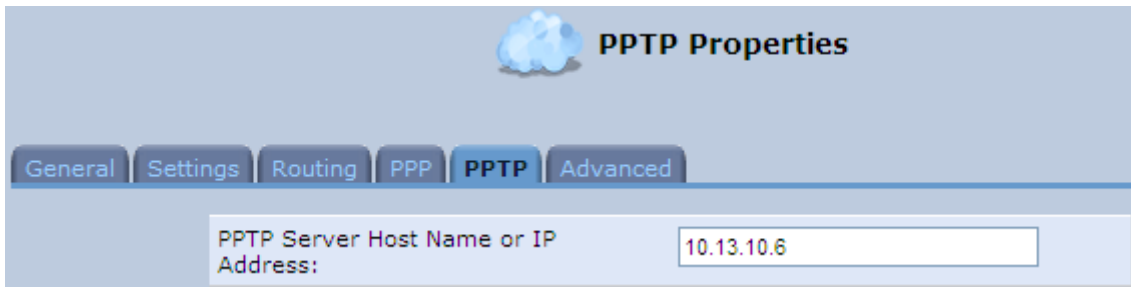 PPTP Properties
General Settings Routing PPP PPTP Advanced
PPTP Server Host Name or IP
Address:
10.13.10.6